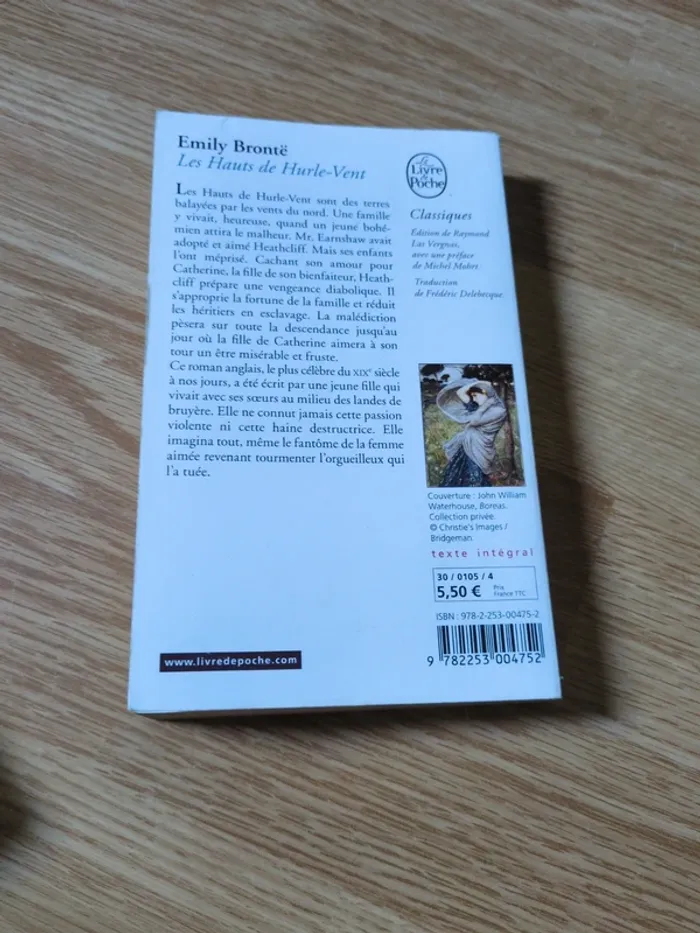 Emily Brontë
Les Hauts de Hurle-Vent
Les Hauts de Hurle-Vent sont des terres
balayées par les vents du nord. Une famille
y vivait, heureuse, quand un jeune bohé-
mien attira le malheur. Mr. Earnshaw avait
adopté et aimé Heathcliff. Mais ses enfants
l'ont méprisé. Cachant son amour pour
Catherine, la fille de son bienfaiteur, Heath-
cliff prépare une vengeance diabolique. Il
s'approprie la fortune de la famille et réduit
les héritiers en esclavage. La malédiction
pèsera sur toute la descendance jusqu'au
jour où la fille de Catherine aimera à son
tour un être misérable et fruste.
Ce roman anglais, le plus célèbre du XIXe siècle
à nos jours, a été écrit par une jeune fille qui
vivait avec ses sœurs au milieu des landes de
bruyère. Elle ne connut jamais cette passion
violente ni cette haine destructrice. Elle
imagina tout, même le fantôme de la femme
aimée revenant tourmenter l'orgueilleux qui
l'a tuée.
www.livredepoche.com
Le
Livre
de
Poche
Classiques
Édition de Raymond
Las Vergnas,
avec une préface
de Michel Mohrt.
Traduction
de Frédéric Delebecque.
Couverture : John William
Waterhouse, Boreas.
Collection privée.
© Christie's Images /
Bridgeman.
texte intégral
30 / 0105 / 4
5,50 € Prix
France TTC
ISBN : 978-2-253-00475-2
9 782253 004752